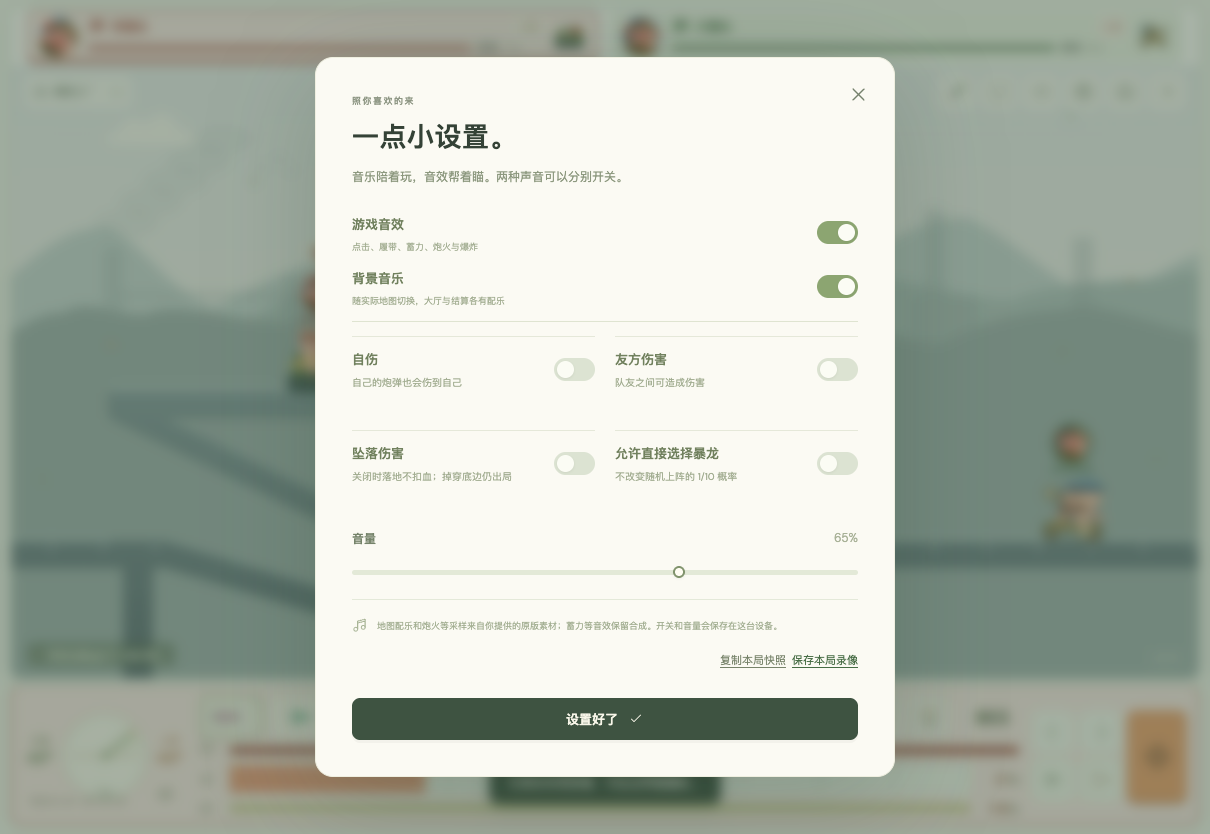 照你喜欢的来
一点小设置。
音乐陪着玩，音效帮着瞄。两种声音可以分别开关。
游戏音效
点击、履带、蓄力、炮火与爆炸
背景音乐
随实际地图切换，大厅与结算各有配乐
自伤
自己的炮弹也会伤到自己
友方伤害
队友之间可造成伤害
坠落伤害
关闭时落地不扣血；掉穿底边仍出局
允许直接选择暴龙
不改变随机上阵的 1/10 概率
音量
65%
地图配乐和炮火等采样来自你提供的原版素材；蓄力等音效保留合成。开关和音量会保存在这台设备。
复制本局快照 保存本局录像
设置好了